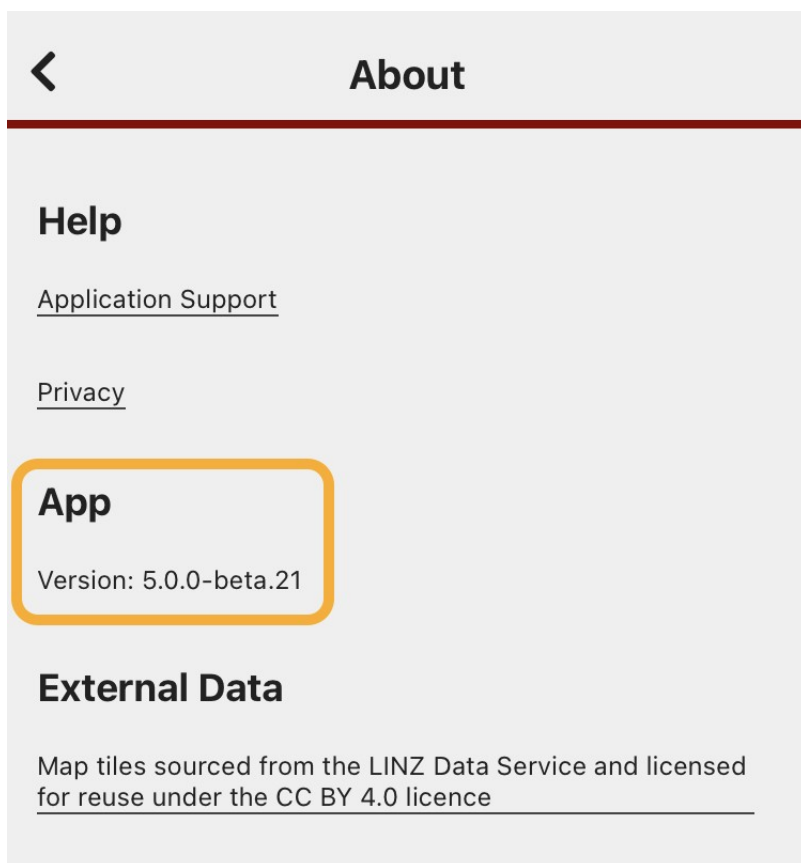 About
Help
Application Support
Privacy
App
Version: 5.0.0-beta.21
External Data
Map tiles sourced from the LINZ Data Service and licensed
for reuse under the CC BY 4.0 licence